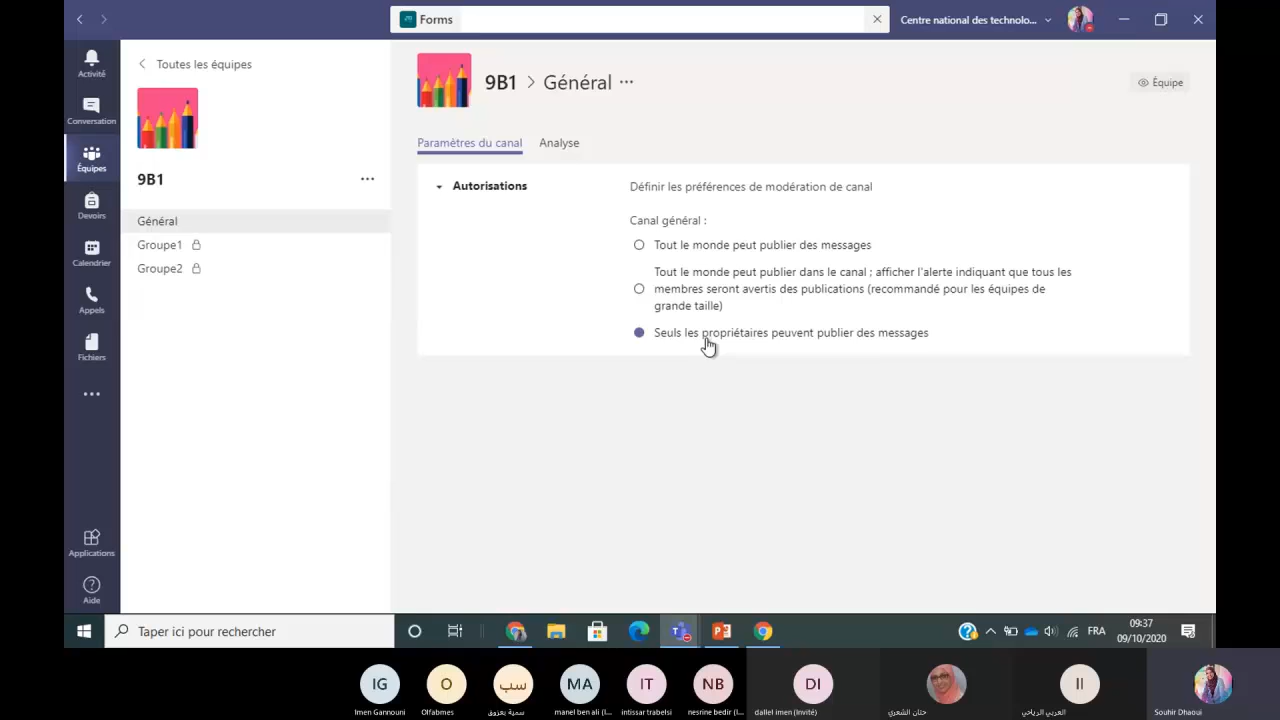 Forms
Centre national des technolo...
Activité
Conversation
Équipes
Devoirs
Calendrier
Appels
Fichiers
Applications
Aide
Toutes les équipes
9B1
Général
Groupe1
Groupe2
9B1 > Général ...
Équipe
Paramètres du canal
Analyse
Autorisations
Définir les préférences de modération de canal
Canal général :
Tout le monde peut publier des messages
Tout le monde peut publier dans le canal ; afficher l'alerte indiquant que tous les
membres seront avertis des publications (recommandé pour les équipes de
grande taille)
Seuls les propriétaires peuvent publier des messages
Taper ici pour rechercher
FRA
09:37
09/10/2020
IG
O
سب
MA
IT
NB
DI
II
Imen Gannouni
Olfabmes
سمية بعزوق
manel ben ali (I...
intissar trabelsi
nesrine bedir (I...
dallel imen (Invité)
حنان الشعري
العربي الرياحي
Souhir Dhaoui